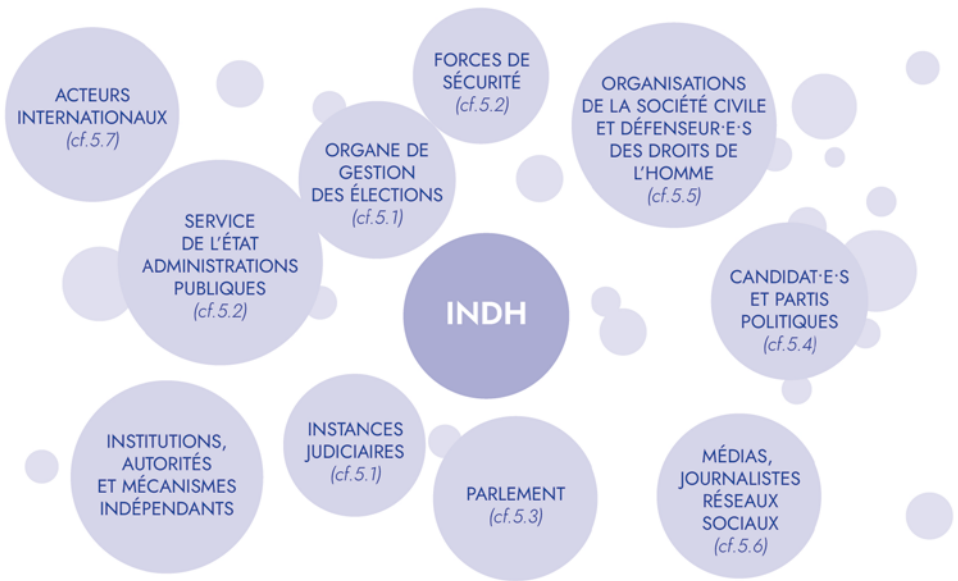 ACTEURS
INTERNATIONAUX
(cf.5.7)
FORCES DE
SÉCURITÉ
(cf.5.2)
ORGANISATIONS
DE LA SOCIÉTÉ CIVILE
ET DÉFENSEUR·E·S
DES DROITS DE
L'HOMME
(cf.5.5)
ORGANE DE
GESTION
DES ÉLECTIONS
(cf.5.1)
SERVICE
DE L'ÉTAT
ADMINISTRATIONS
PUBLIQUES
(cf.5.2)
INDH
CANDIDAT·E·S
ET PARTIS
POLITIQUES
(cf.5.4)
INSTITUTIONS,
AUTORITÉS
ET MÉCANISMES
INDÉPENDANTS
INSTANCES
JUDICIAIRES
(cf.5.1)
PARLEMENT
(cf.5.3)
MÉDIAS,
JOURNALISTES
RÉSEAUX
SOCIAUX
(cf.5.6)